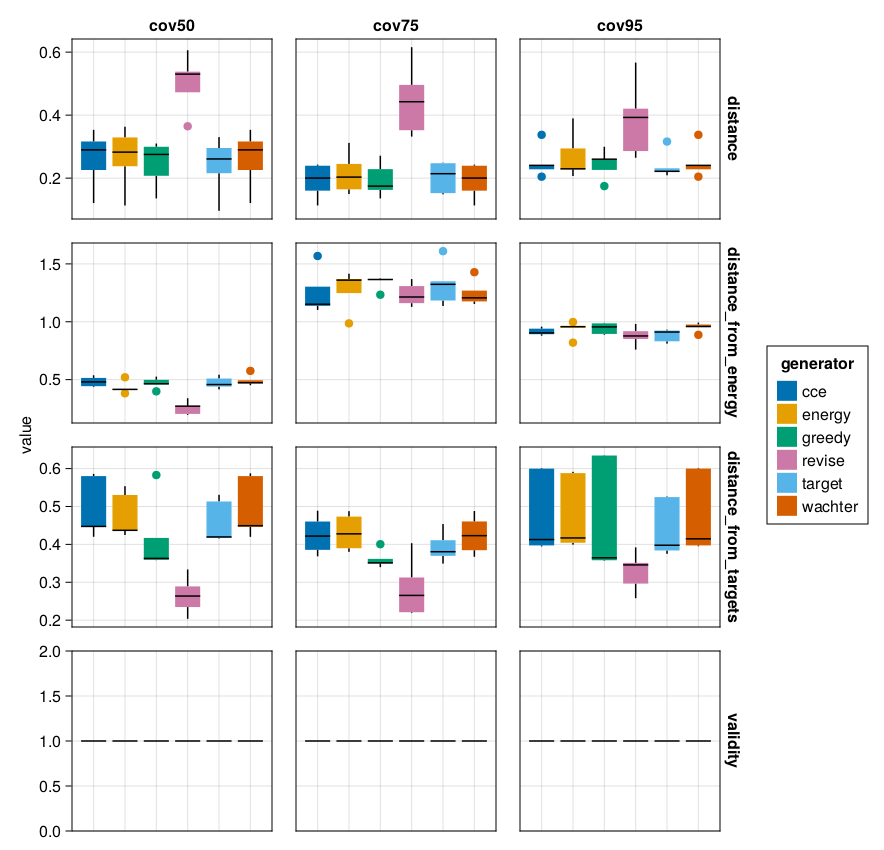 cov50 cov75 cov95
0.6
0.4
0.2
distance
1.5
1.0
0.5
distance_from_energy
value
0.6
0.5
0.4
0.3
0.2
distance_from_targets
2.0
1.5
1.0
0.5
0.0
validity
generator
cce
energy
greedy
revise
target
wachter